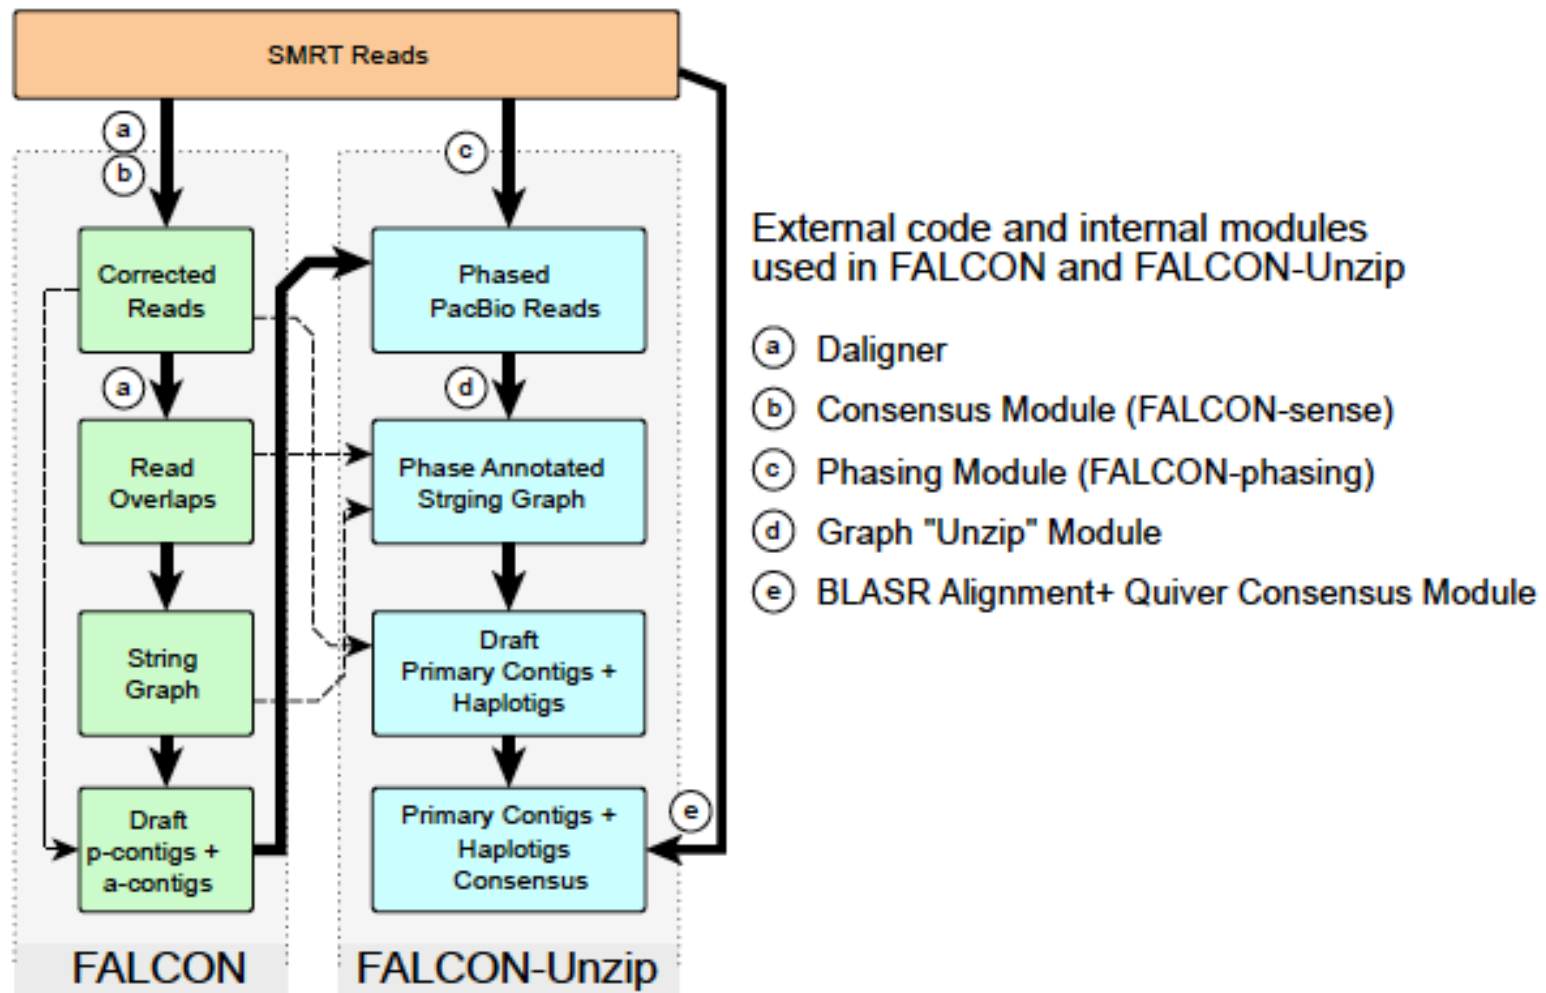 SMRT Reads
a
b
c
Corrected
Reads
Phased
PacBio Reads
a
d
Read
Overlaps
Phase Annotated
Strging Graph
String
Graph
Draft
Primary Contigs +
Haplotigs
Draft
p-contigs +
a-contigs
Primary Contigs +
Haplotigs
Consensus
e
FALCON
FALCON-Unzip
External code and internal modules
used in FALCON and FALCON-Unzip
a Daligner
b Consensus Module (FALCON-sense)
c Phasing Module (FALCON-phasing)
d Graph "Unzip" Module
e BLASR Alignment+ Quiver Consensus Module